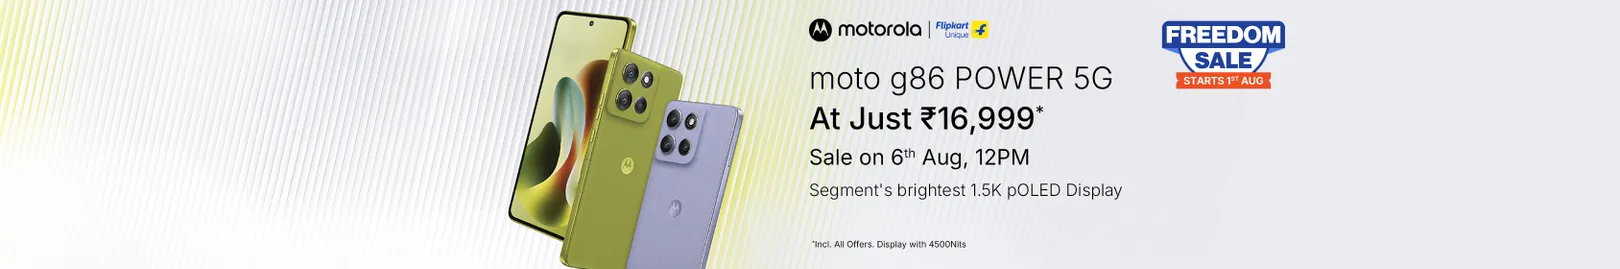 motorola | Flipkart Unique
moto g86 POWER 5G
At Just ₹16,999*
Sale on 6th Aug, 12PM
Segment's brightest 1.5K pOLED Display
*Incl. All Offers. Display with 4500Nits
FREEDOM
SALE
STARTS 1ST AUG